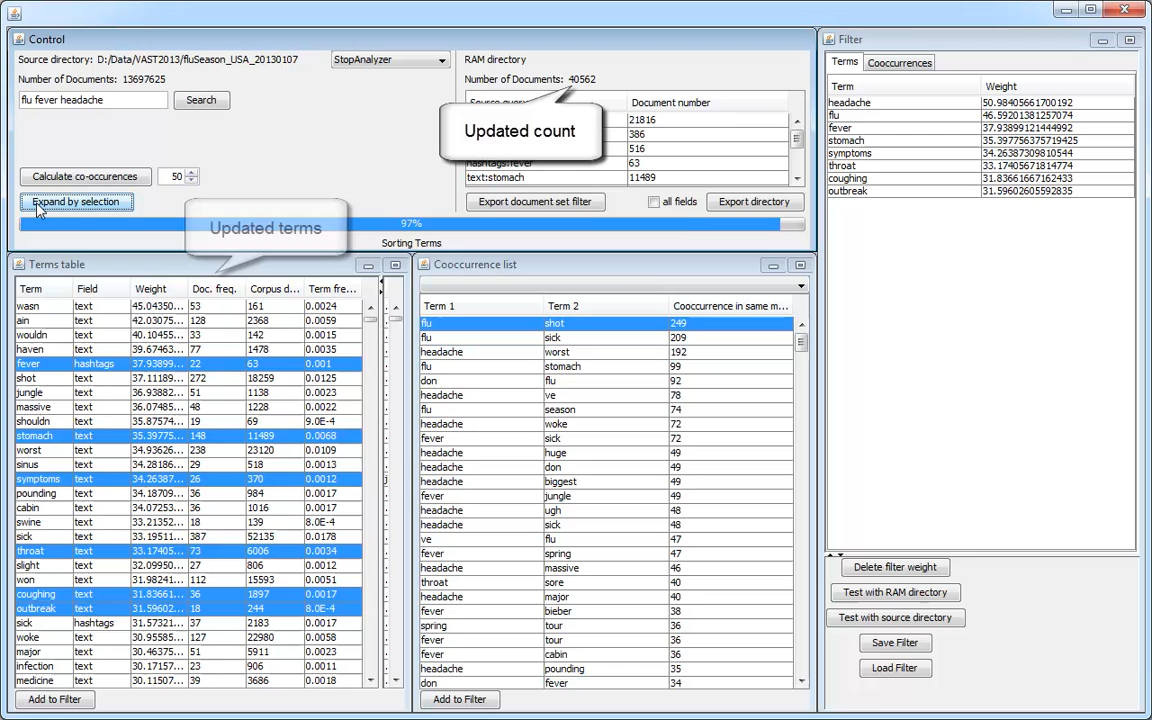 Control
Source directory: D:/Data/VAST2013/fluSeason_USA_20130107
StopAnalyzer
Number of Documents: 13697625
flu fever headache
Search
Calculate co-occurences
50
Expand by selection
97%
Sorting Terms
RAM directory
Number of Documents: 40562
Document number
21816
386
516
hashtags:fever 63
text:stomach 11489
Export document set filter
all fields
Export directory
Updated count
Updated terms
Terms table
Term Field Weight Doc. freq. Corpus d... Term fre...
wasn text 45.04350... 53 161 0.0024
ain text 42.03075... 128 2368 0.0059
wouldn text 40.10455... 33 142 0.0015
haven text 39.67463... 77 1478 0.0035
fever hashtags 37.93899... 22 63 0.001
shot text 37.11189... 272 18259 0.0125
jungle text 36.93882... 51 1138 0.0023
massive text 36.07485... 48 1228 0.0022
shouldn text 35.87574... 19 69 9.0E-4
stomach text 35.39775... 148 11489 0.0068
worst text 34.93626... 238 23120 0.0109
sinus text 34.28186... 29 518 0.0013
symptoms text 34.26387... 26 370 0.0012
pounding text 34.18709... 36 984 0.0017
cabin text 34.07253... 36 1016 0.0017
swine text 33.21352... 18 139 8.0E-4
sick text 33.19511... 387 52135 0.0178
throat text 33.17405... 73 6006 0.0034
slight text 32.09950... 27 806 0.0012
won text 31.98241... 112 15593 0.0051
coughing text 31.83661... 36 1897 0.0017
outbreak text 31.59602... 18 244 8.0E-4
sick hashtags 31.57321... 37 2183 0.0017
woke text 30.95585... 127 22980 0.0058
major text 30.46375... 51 5911 0.0023
infection text 30.17157... 23 906 0.0011
medicine text 30.11507... 39 3686 0.0018
Add to Filter
Cooccurrence list
Term 1 Term 2 Cooccurrence in same m...
flu shot 249
flu sick 209
headache worst 192
flu stomach 99
don flu 92
headache ve 78
flu season 74
headache woke 72
fever sick 72
headache huge 49
headache don 49
headache biggest 49
fever jungle 49
headache ugh 48
headache sick 48
ve flu 47
fever spring 47
headache massive 46
throat sore 40
headache major 40
fever bieber 38
spring tour 36
fever tour 36
fever cabin 36
headache pounding 35
don fever 34
Add to Filter
Filter
Terms Cooccurrences
Term Weight
headache 50.98405661700192
flu 46.59201381257074
fever 37.93899121444992
stomach 35.397756375719425
symptoms 34.26387309810544
throat 33.17405671814774
coughing 31.83661667162433
outbreak 31.59602605592835
Delete filter weight
Test with RAM directory
Test with source directory
Save Filter
Load Filter